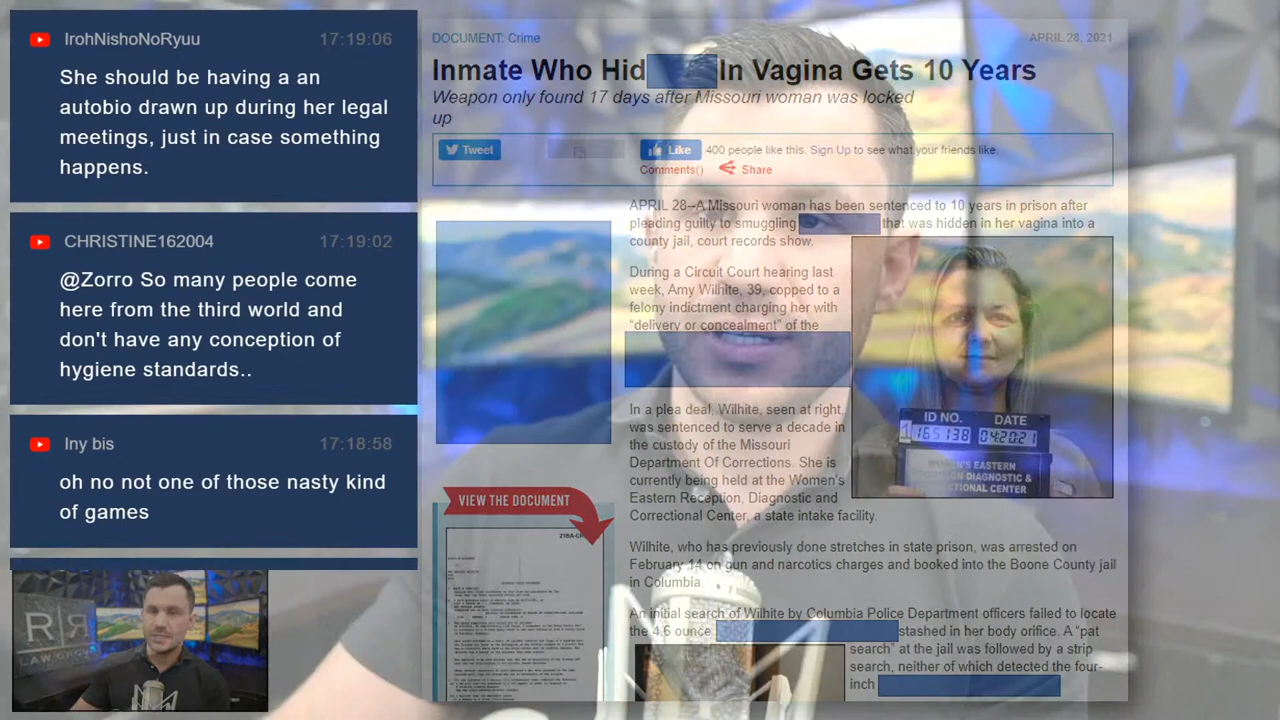 IrohNishoNoRyuu 17:19:06
She should be having a an
autobio drawn up during her legal
meetings, just in case something
happens.
CHRISTINE162004 17:19:02
@Zorro So many people come
here from the third world and
don't have any conception of
hygiene standards..
Iny bis 17:18:58
oh no not one of those nasty kind
of games
R|R
LAW GROUP
DOCUMENT: Crime APRIL 28, 2021
Inmate Who Hid In Vagina Gets 10 Years
Weapon only found 17 days after Missouri woman was locked
up
Tweet Like 400 people like this. Sign Up to see what your friends like.
Comments() Share
APRIL 28--A Missouri woman has been sentenced to 10 years in prison after
pleading guilty to smuggling that was hidden in her vagina into a
county jail, court records show.
During a Circuit Court hearing last
week, Amy Wilhite, 39, copped to a
felony indictment charging her with
“delivery or concealment” of the
In a plea deal, Wilhite, seen at right,
was sentenced to serve a decade in
the custody of the Missouri
Department Of Corrections. She is
currently being held at the Women's
Eastern Reception, Diagnostic and
Correctional Center, a state intake facility.
ID NO. DATE
1165138 04:20:21
WOMEN'S EASTERN
DIAGNOSTIC &
CENTER
Wilhite, who has previously done stretches in state prison, was arrested on
February 14 on gun and narcotics charges and booked into the Boone County jail
in Columbia.
An initial search of Wilhite by Columbia Police Department officers failed to locate
the 4.6 ounce stashed in her body orifice. A “pat
search” at the jail was followed by a strip
search, neither of which detected the four-
inch
VIEW THE DOCUMENT